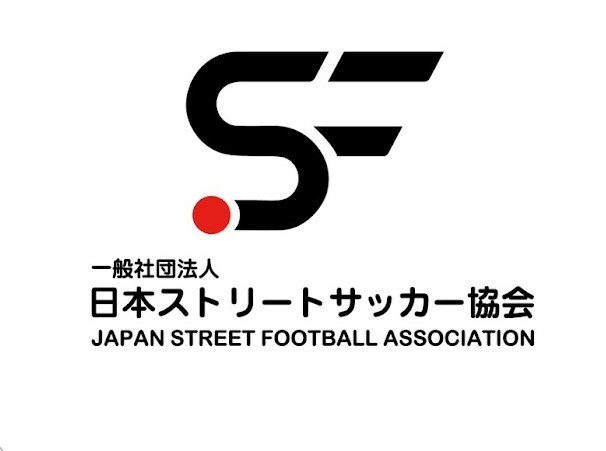 SF
一般社団法人
日本ストリートサッカー協会
JAPAN STREET FOOTBALL ASSOCIATION